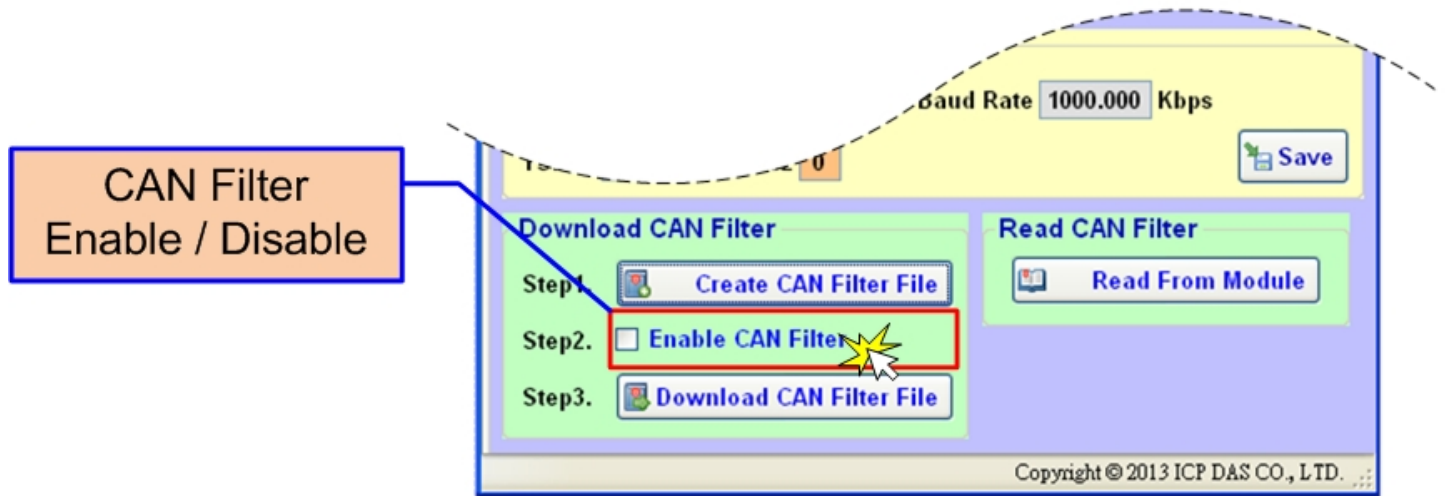 Baud Rate 1000.000 Kbps
0
Save
CAN Filter
Enable / Disable
Download CAN Filter
Read CAN Filter
Step1. Create CAN Filter File
Read From Module
Step2. Enable CAN Filter
Step3. Download CAN Filter File
Copyright © 2013 ICP DAS CO., LTD.